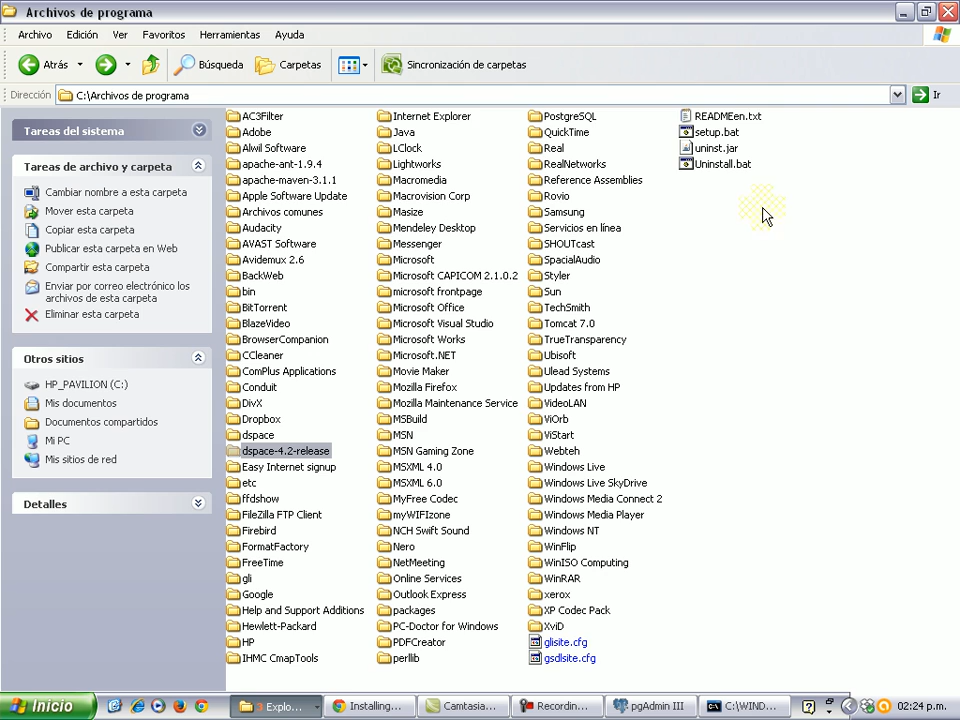 Archivos de programa
Archivo Edición Ver Favoritos Herramientas Ayuda
Atrás Búsqueda Carpetas Sincronización de carpetas
Dirección C:\Archivos de programa Ir
Tareas del sistema
Tareas de archivo y carpeta
Cambiar nombre a esta carpeta
Mover esta carpeta
Copiar esta carpeta
Publicar esta carpeta en Web
Compartir esta carpeta
Enviar por correo electrónico los
archivos de esta carpeta
Eliminar esta carpeta
Otros sitios
HP_PAVILION (C:)
Mis documentos
Documentos compartidos
Mi PC
Mis sitios de red
Detalles
AC3Filter
Adobe
Alwil Software
apache-ant-1.9.4
apache-maven-3.1.1
Apple Software Update
Archivos comunes
Audacity
AVAST Software
Avidemux 2.6
BackWeb
bin
BitTorrent
BlazeVideo
BrowserCompanion
CCleaner
ComPlus Applications
Conduit
DivX
Dropbox
dspace
dspace-4.2-release
Easy Internet signup
etc
ffdshow
FileZilla FTP Client
Firebird
FormatFactory
FreeTime
gli
Google
Help and Support Additions
Hewlett-Packard
HP
IHMC CmapTools
Internet Explorer
Java
LClock
Lightworks
Macromedia
Macrovision Corp
Masize
Mendeley Desktop
Messenger
Microsoft
Microsoft CAPICOM 2.1.0.2
microsoft frontpage
Microsoft Office
Microsoft Visual Studio
Microsoft Works
Microsoft.NET
Movie Maker
Mozilla Firefox
Mozilla Maintenance Service
MSBuild
MSN
MSN Gaming Zone
MSXML 4.0
MSXML 6.0
MyFree Codec
myWIFIzone
NCH Swift Sound
Nero
NetMeeting
Online Services
Outlook Express
packages
PC-Doctor for Windows
PDFCreator
perllib
PostgreSQL
QuickTime
Real
RealNetworks
Reference Assemblies
Rovio
Samsung
Servicios en línea
SHOUTcast
SpacialAudio
Styler
Sun
TechSmith
Tomcat 7.0
TrueTransparency
Ubisoft
Ulead Systems
Updates from HP
VideoLAN
ViOrb
ViStart
Webteh
Windows Live
Windows Live SkyDrive
Windows Media Connect 2
Windows Media Player
Windows NT
WinFlip
WinISO Computing
WinRAR
xerox
XP Codec Pack
XviD
glisite.cfg
gsdlsite.cfg
READMEen.txt
setup.bat
uninst.jar
Uninstall.bat
Inicio 3 Explo... Installing... Camtasia... Recordin... pgAdmin III C:\WIND... 02:24 p.m.